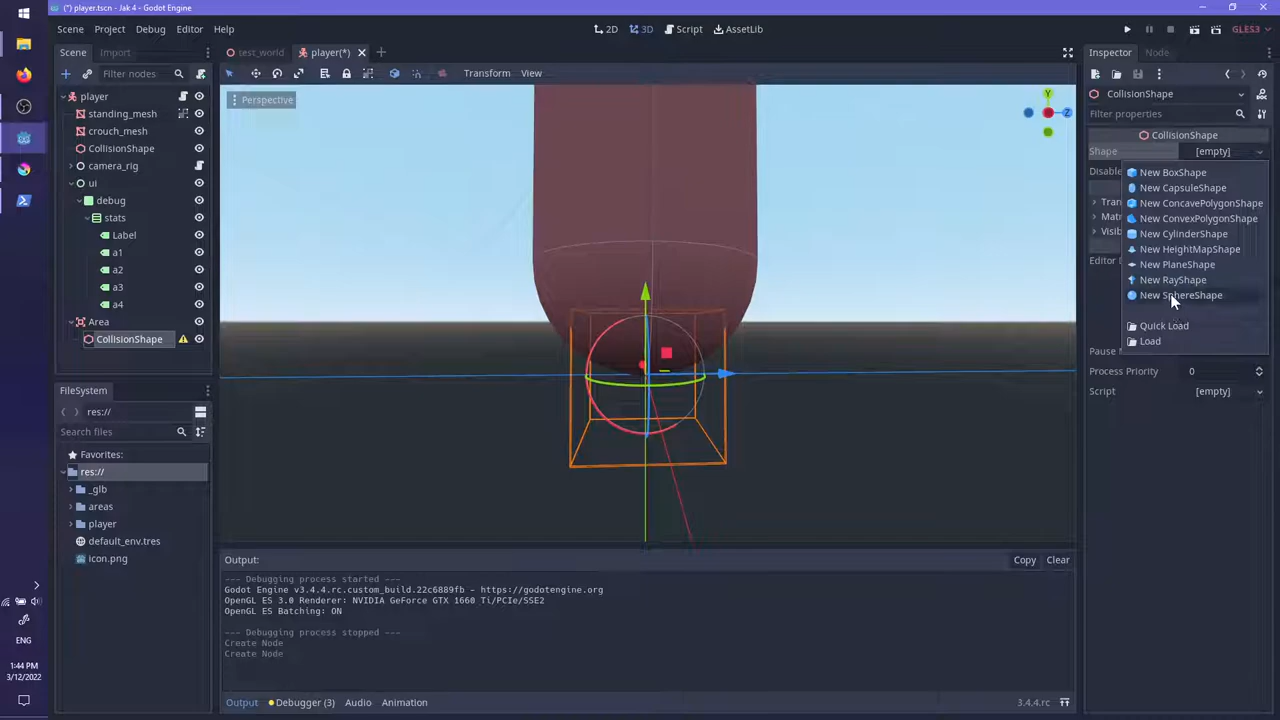 (*) player.tscn - Jak 4 - Godot Engine
Scene Project Debug Editor Help
2D 3D Script AssetLib
GLES3
Scene Import
Filter nodes
player
standing_mesh
crouch_mesh
CollisionShape
camera_rig
ui
debug
stats
Label
a1
a2
a3
a4
Area
CollisionShape
FileSystem
res://
Search files
Favorites:
res://
_glb
areas
player
default_env.tres
icon.png
test_world player(*)
Transform View
Perspective
Y
Z
Output:
Copy Clear
--- Debugging process started ---
Godot Engine v3.4.4.rc.custom_build.22c6889fb - https://godotengine.org
OpenGL ES 3.0 Renderer: NVIDIA GeForce GTX 1660 Ti/PCIe/SSE2
OpenGL ES Batching: ON
--- Debugging process stopped ---
Create Node
Create Node
Output Debugger (3) Audio Animation
3.4.4.rc
Inspector Node
CollisionShape
Filter properties
CollisionShape
Shape [empty]
Disable
Tran
Mat
Visib
Editor
New BoxShape
New CapsuleShape
New ConcavePolygonShape
New ConvexPolygonShape
New CylinderShape
New HeightMapShape
New PlaneShape
New RayShape
New SphereShape
Quick Load
Load
Pause
Process Priority 0
Script [empty]
ENG
1:44 PM
3/12/2022